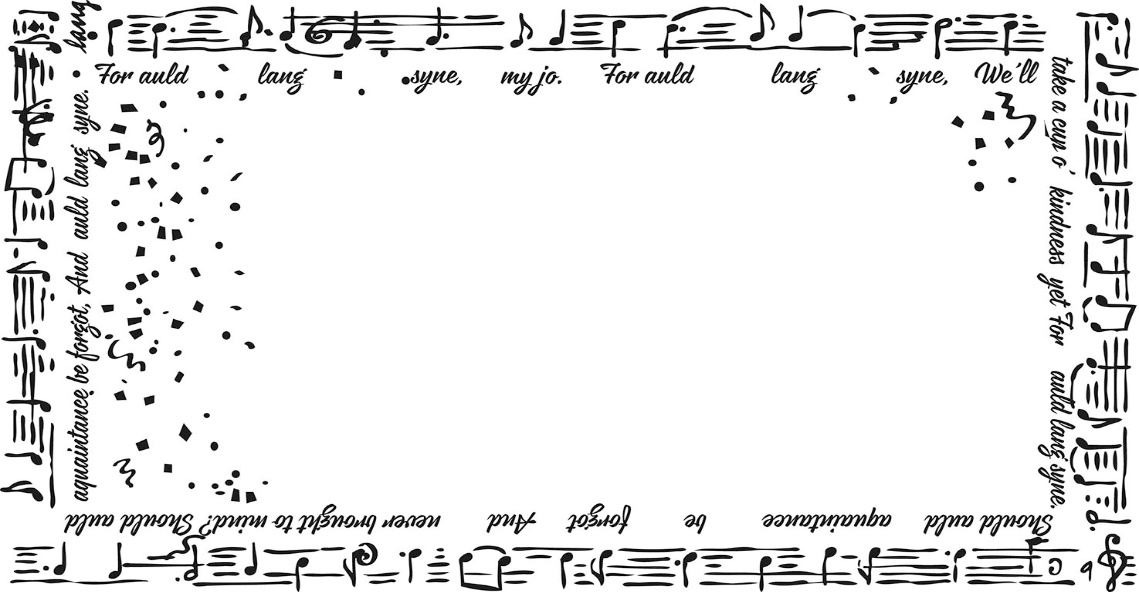 Should auld aquaintance be forgot And never brought to mind? Should auld
aquaintance be forgot, And auld lang syne.
lang
For auld lang syne, my jo. For auld lang syne, We'll
take a cup o' kindness yet For auld lang syne.